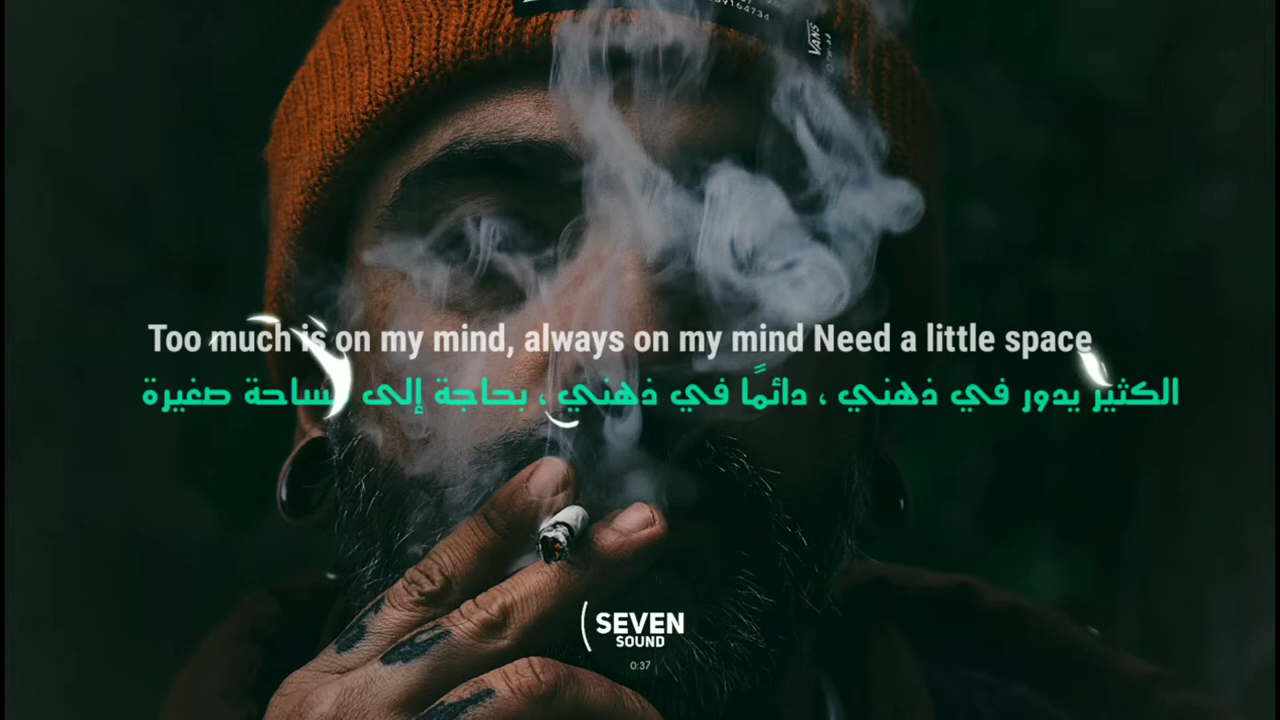 VANS
Too much is on my mind, always on my mind Need a little space
الكثير يدور في ذهني ، دائمًا في ذهني ، بحاجة إلى مساحة صغيرة
SEVEN
SOUND
0:37